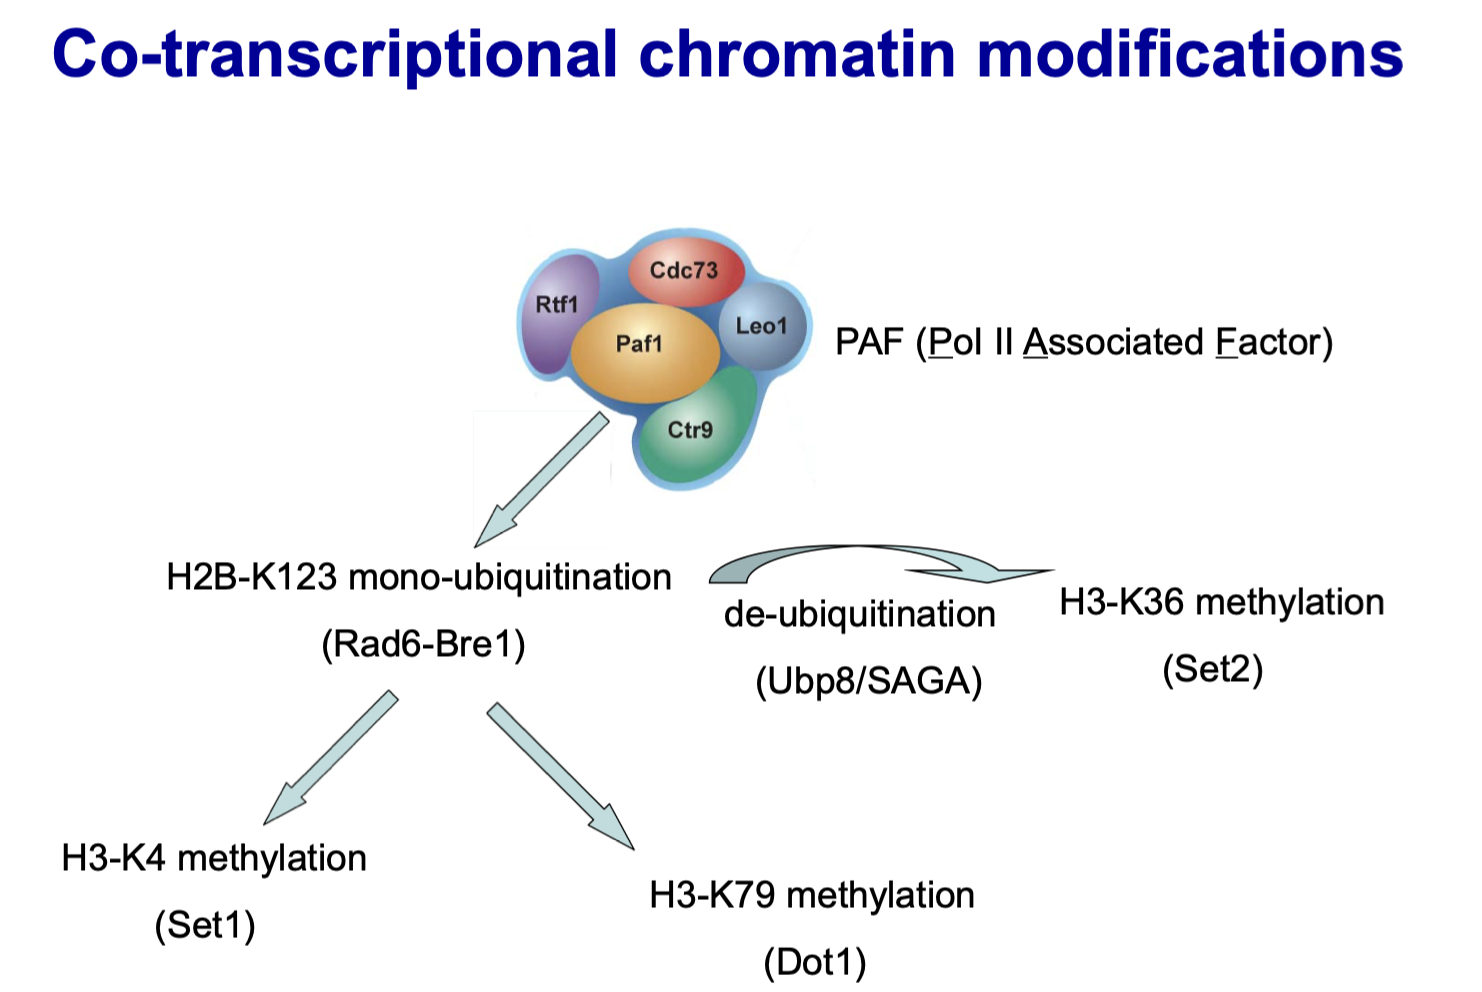 Co-transcriptional chromatin modifications
Cdc73
Rtf1
Leo1
Paf1
PAF (Pol II Associated Factor)
Ctr9
H2B-K123 mono-ubiquitination
(Rad6-Bre1)
de-ubiquitination
(Ubp8/SAGA)
H3-K36 methylation
(Set2)
H3-K4 methylation
(Set1)
H3-K79 methylation
(Dot1)